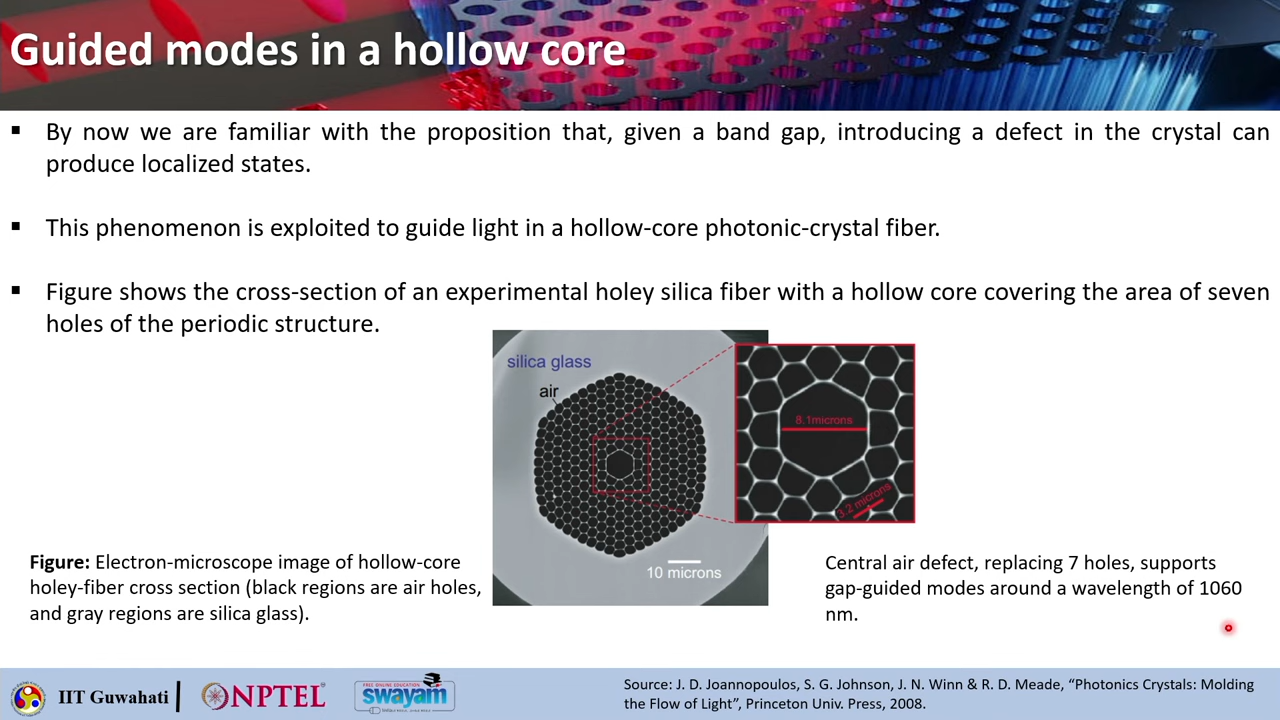 Guided modes in a hollow core
▪ By now we are familiar with the proposition that, given a band gap, introducing a defect in the crystal can
produce localized states.
▪ This phenomenon is exploited to guide light in a hollow-core photonic-crystal fiber.
▪ Figure shows the cross-section of an experimental holey silica fiber with a hollow core covering the area of seven
holes of the periodic structure.
silica glass
air
8.1microns
3.2 microns
10 microns
Figure: Electron-microscope image of hollow-core
holey-fiber cross section (black regions are air holes,
and gray regions are silica glass).
Central air defect, replacing 7 holes, supports
gap-guided modes around a wavelength of 1060
nm.
IIT Guwahati
NPTEL
FREE ONLINE EDUCATION
swayam
Source: J. D. Joannopoulos, S. G. Johnson, J. N. Winn & R. D. Meade, “Photonics Crystals: Molding
the Flow of Light”, Princeton Univ. Press, 2008.